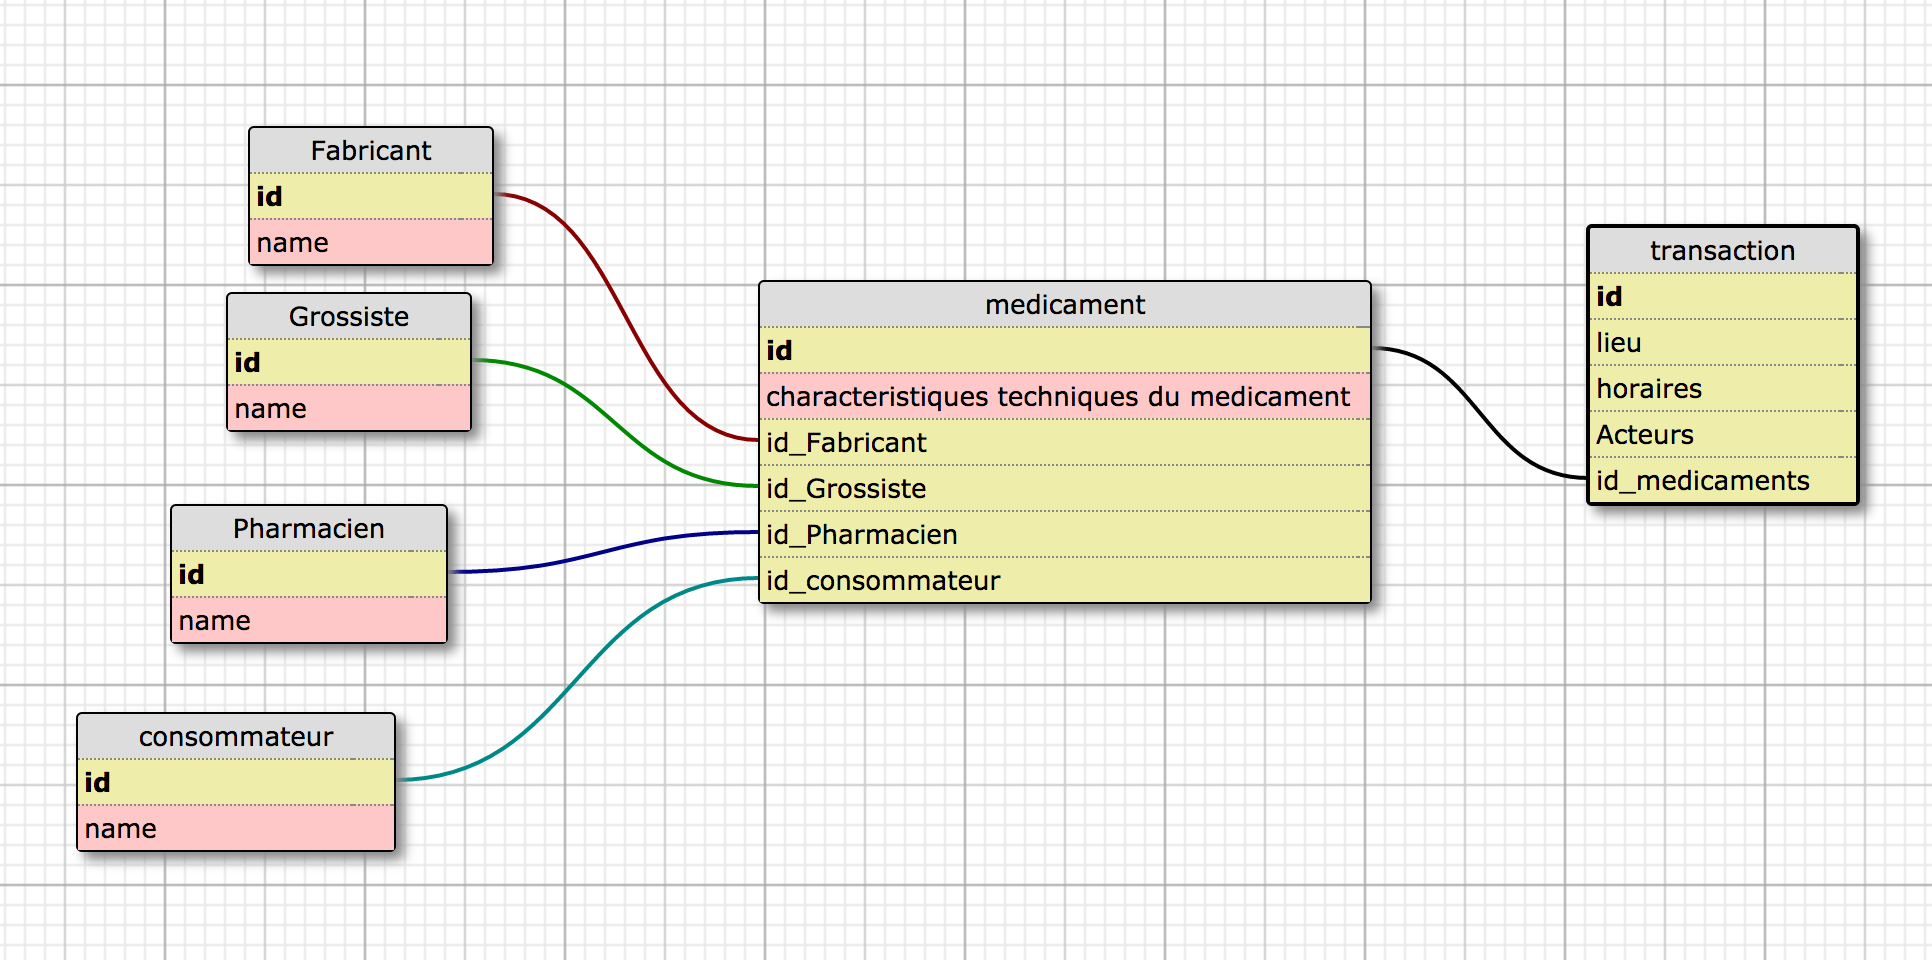 Fabricant
id
name
Grossiste
id
name
Pharmacien
id
name
consommateur
id
name
medicament
id
characteristiques techniques du medicament
id_Fabricant
id_Grossiste
id_Pharmacien
id_consommateur
transaction
id
lieu
horaires
Acteurs
id_medicaments